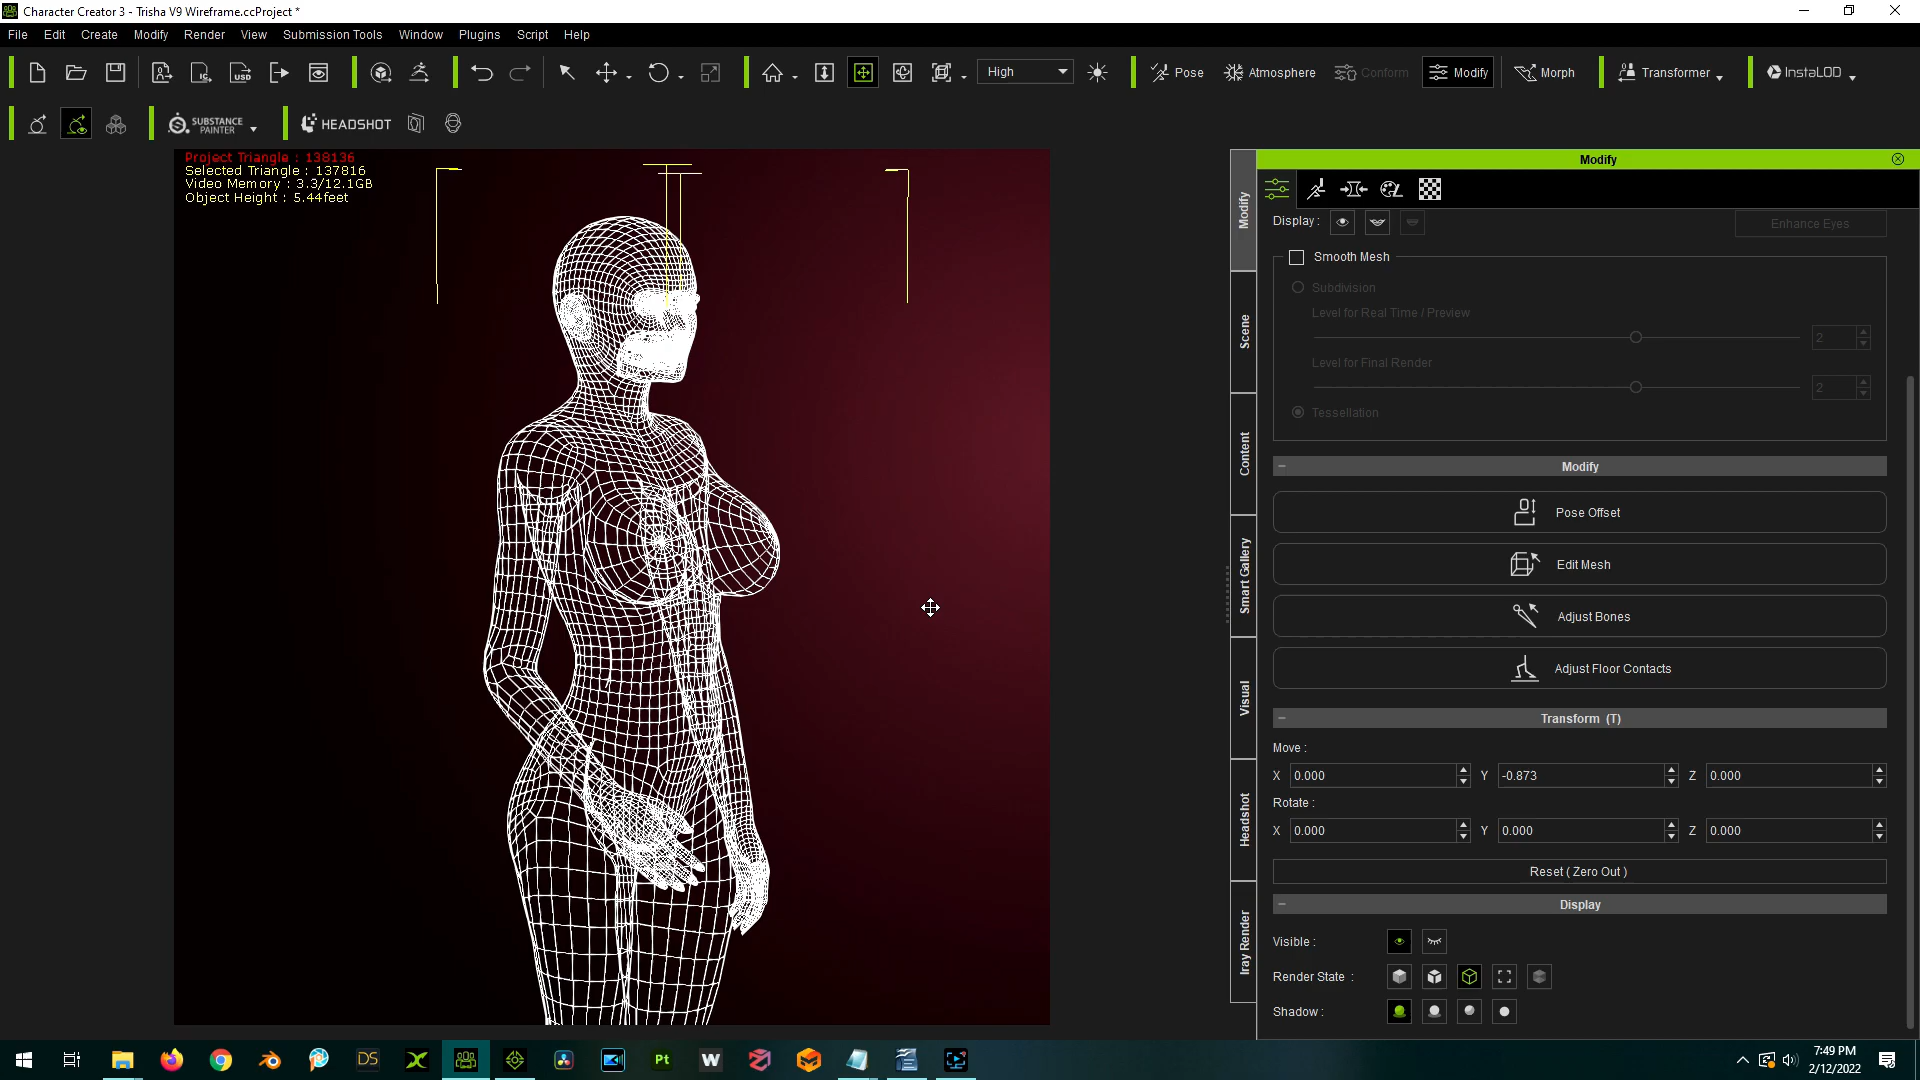 Character Creator 3 - Trisha V9 Wireframe.ccProject *
File Edit Create Modify Render View Submission Tools Window Plugins Script Help
High Pose Atmosphere Conform Modify Morph Transformer InstaLOD
SUBSTANCE PAINTER HEADSHOT
Project Triangle : 138136
Selected Triangle : 137816
Video Memory : 3.3/12.1GB
Object Height : 5.44feet
Modify
Scene
Content
Smart Gallery
Visual
Headshot
Iray Render
Modify
Display : Enhance Eyes
Smooth Mesh
Subdivision
Level for Real Time / Preview
2
Level for Final Render
2
Tessellation
Modify
Pose Offset
Edit Mesh
Adjust Bones
Adjust Floor Contacts
Transform (T)
Move :
X 0.000 Y -0.873 Z 0.000
Rotate :
X 0.000 Y 0.000 Z 0.000
Reset ( Zero Out )
Display
Visible :
Render State :
Shadow :
DS Pt W
7:49 PM
2/12/2022